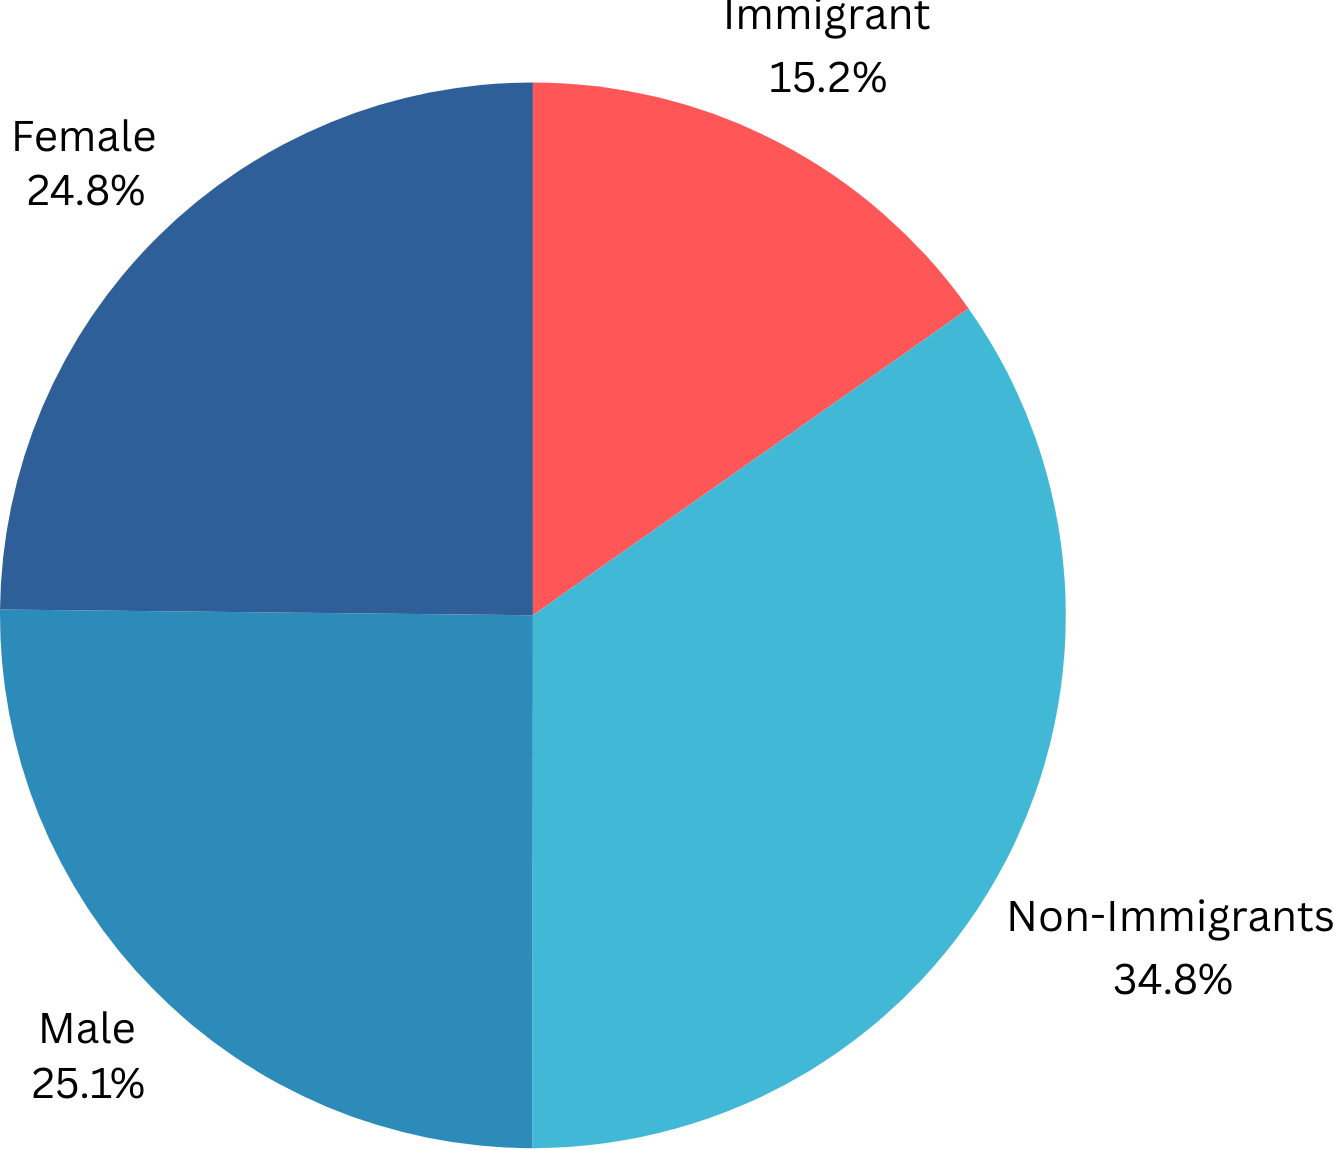 Immigrant
15.2%
Female
24.8%
Non-Immigrants
34.8%
Male
25.1%